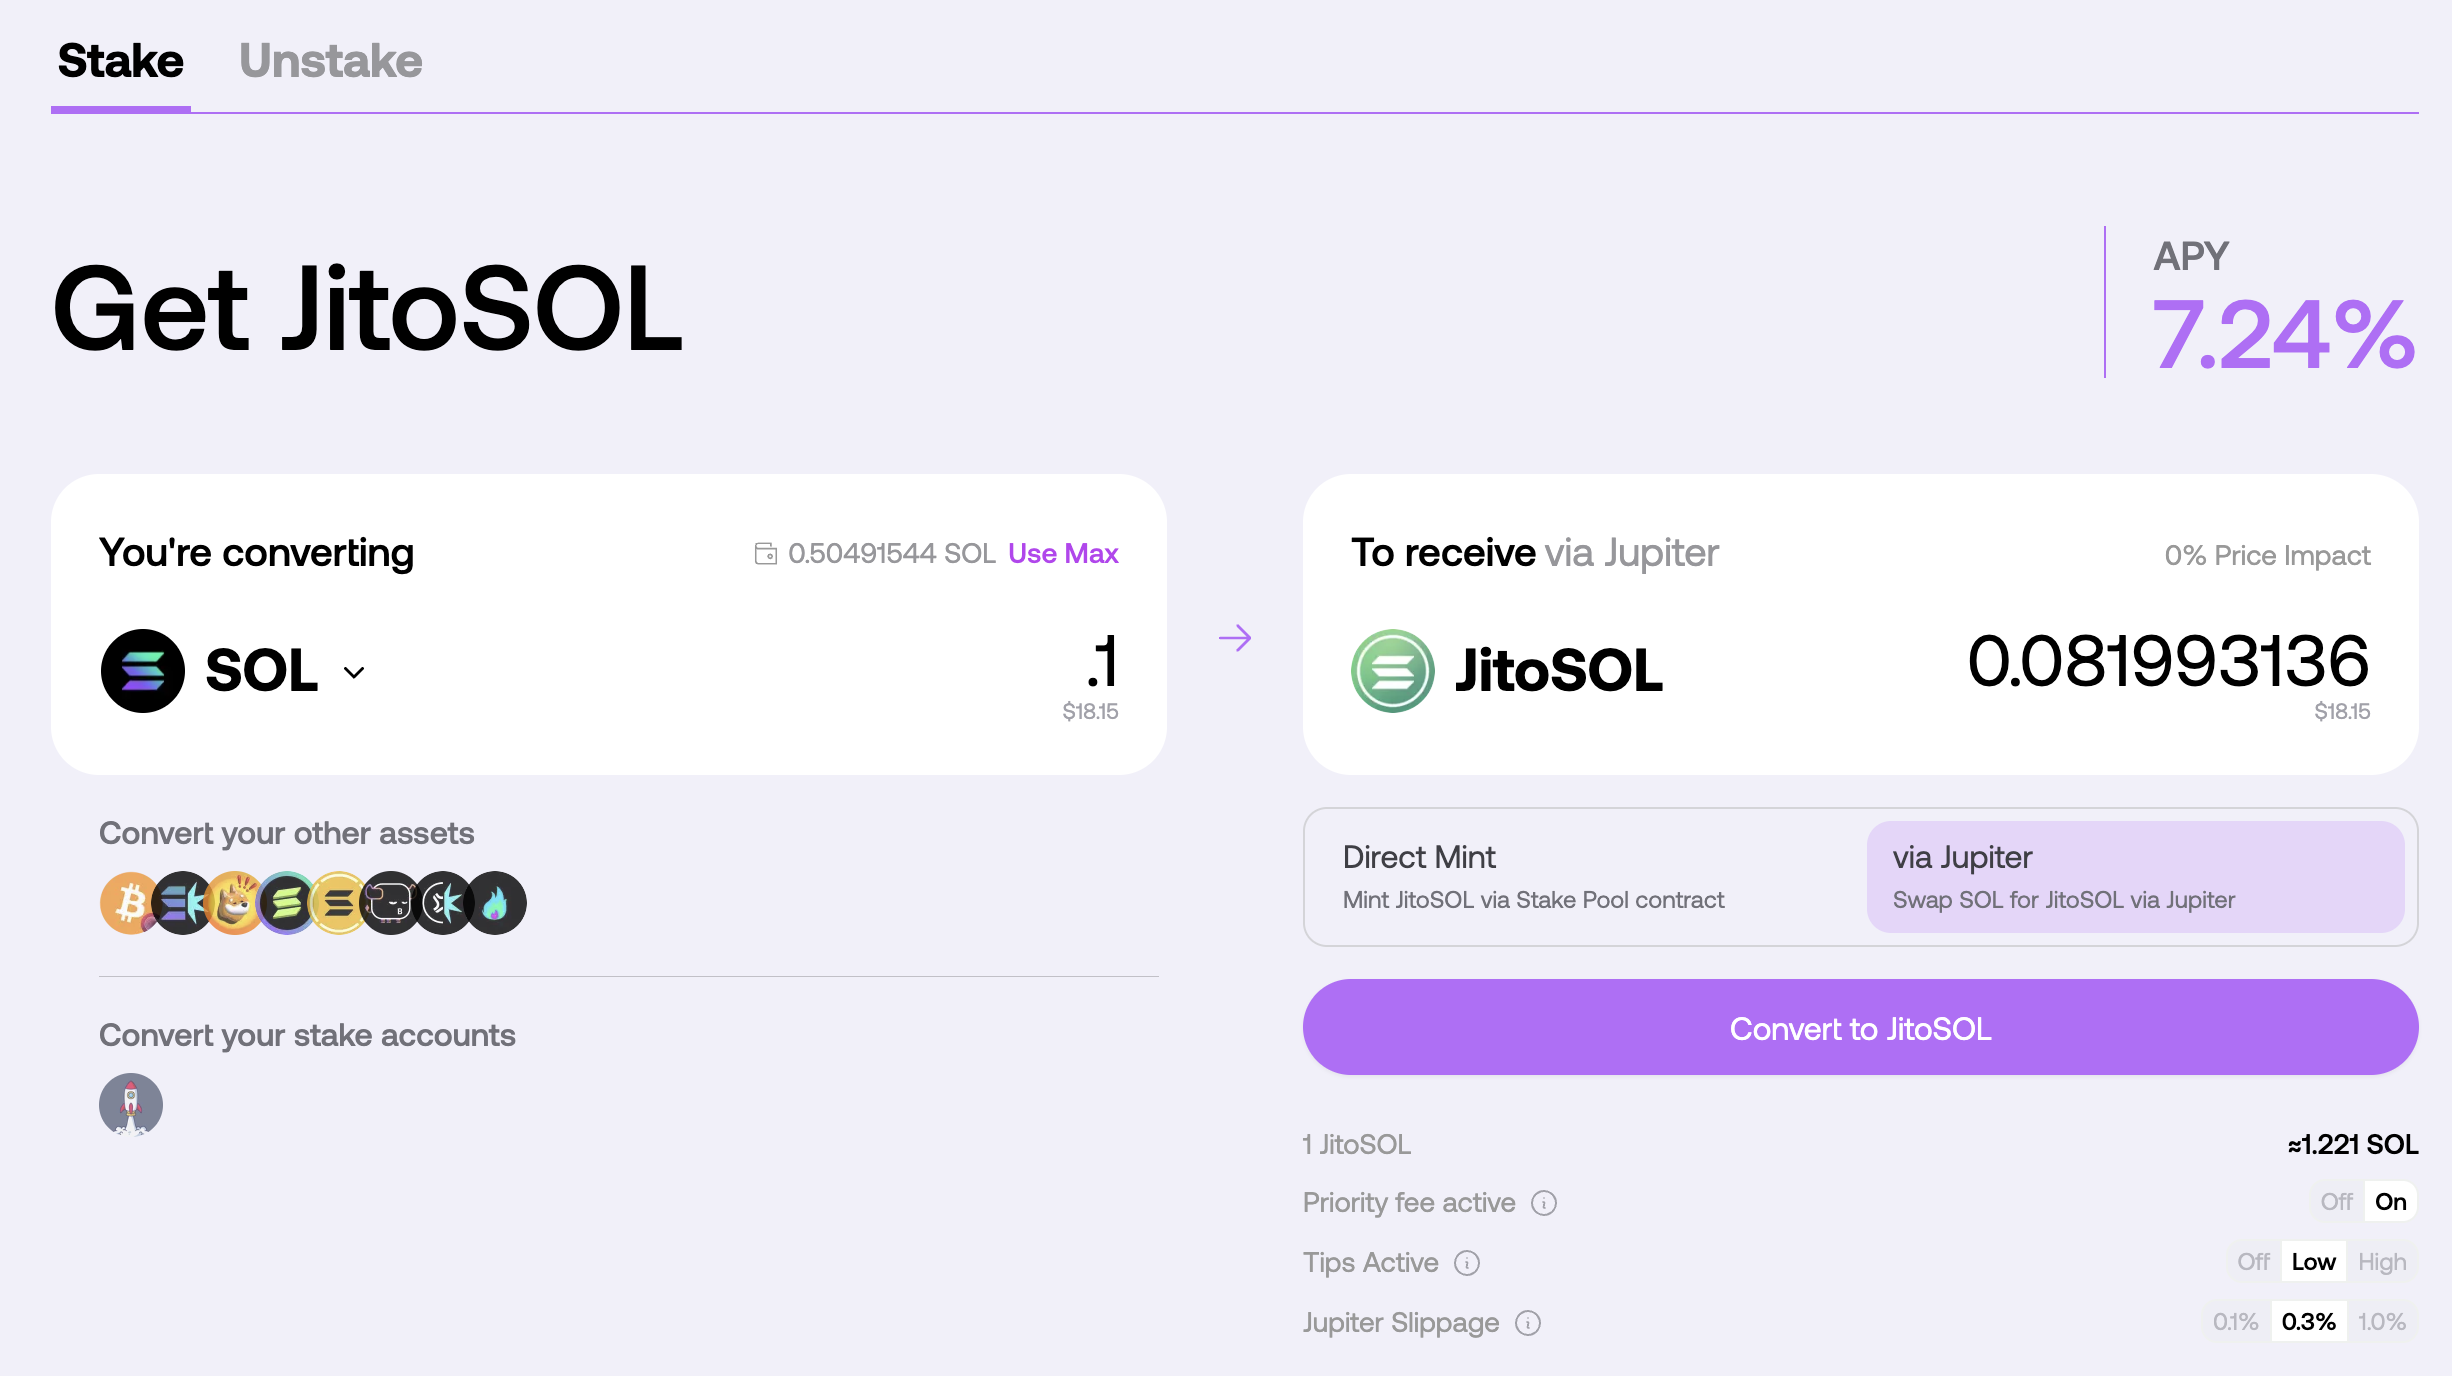 Stake Unstake
Get JitoSOL
APY
7.24%
You're converting 0.50491544 SOL Use Max
SOL .1
$18.15
To receive via Jupiter 0% Price Impact
JitoSOL 0.081993136
$18.15
Convert your other assets
Convert your stake accounts
Direct Mint
Mint JitoSOL via Stake Pool contract
via Jupiter
Swap SOL for JitoSOL via Jupiter
Convert to JitoSOL
1 JitoSOL ≈1.221 SOL
Priority fee active Off On
Tips Active Off Low High
Jupiter Slippage 0.1% 0.3% 1.0%